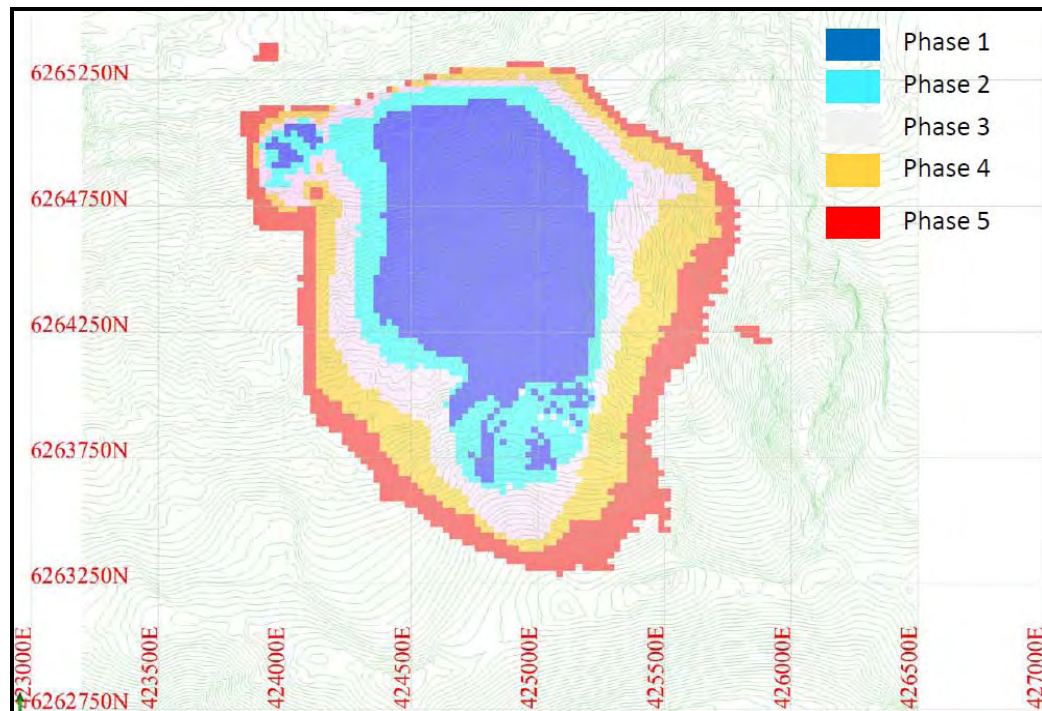 Phase 1
6265250N
Phase 2
Phase 3
Phase 4
6264750N
Phase 5
6264250N
6263750N
6263250N
423000E
423500E
424000E
424500E
425000E
425500E
426000E
426500E
427000E
6262750N